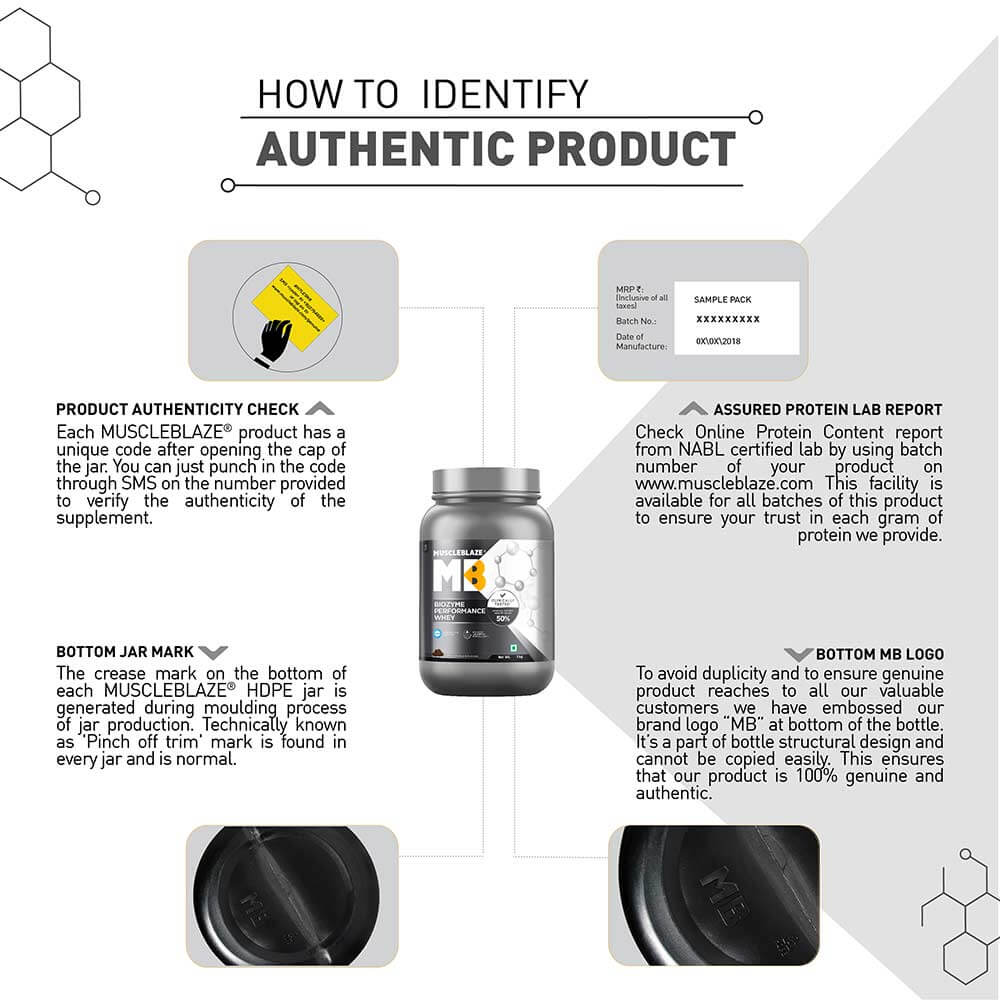 HOW TO IDENTIFY
AUTHENTIC PRODUCT
MRP ₹:
(Inclusive of all
taxes)
SAMPLE PACK
Batch No.:
XXXXXXXXX
Date of
Manufacture:
0X\0X\2018
PRODUCT AUTHENTICITY CHECK
Each MUSCLEBLAZE® product has a
unique code after opening the cap of
the jar. You can just punch in the code
through SMS on the number provided
to verify the authenticity of the
supplement.
ASSURED PROTEIN LAB REPORT
Check Online Protein Content report
from NABL certified lab by using batch
number of your product on
www.muscleblaze.com This facility is
available for all batches of this product
to ensure your trust in each gram of
protein we provide.
MUSCLEBLAZE
MB
BIOZYME
PERFORMANCE
WHEY
CLINICALLY
TESTED
50%
BOTTOM JAR MARK
The crease mark on the bottom of
each MUSCLEBLAZE® HDPE jar is
generated during moulding process
of jar production. Technically known
as 'Pinch off trim' mark is found in
every jar and is normal.
BOTTOM MB LOGO
To avoid duplicity and to ensure genuine
product reaches to all our valuable
customers we have embossed our
brand logo "MB" at bottom of the bottle.
It's a part of bottle structural design and
cannot be copied easily. This ensures
that our product is 100% genuine and
authentic.
MB
MB